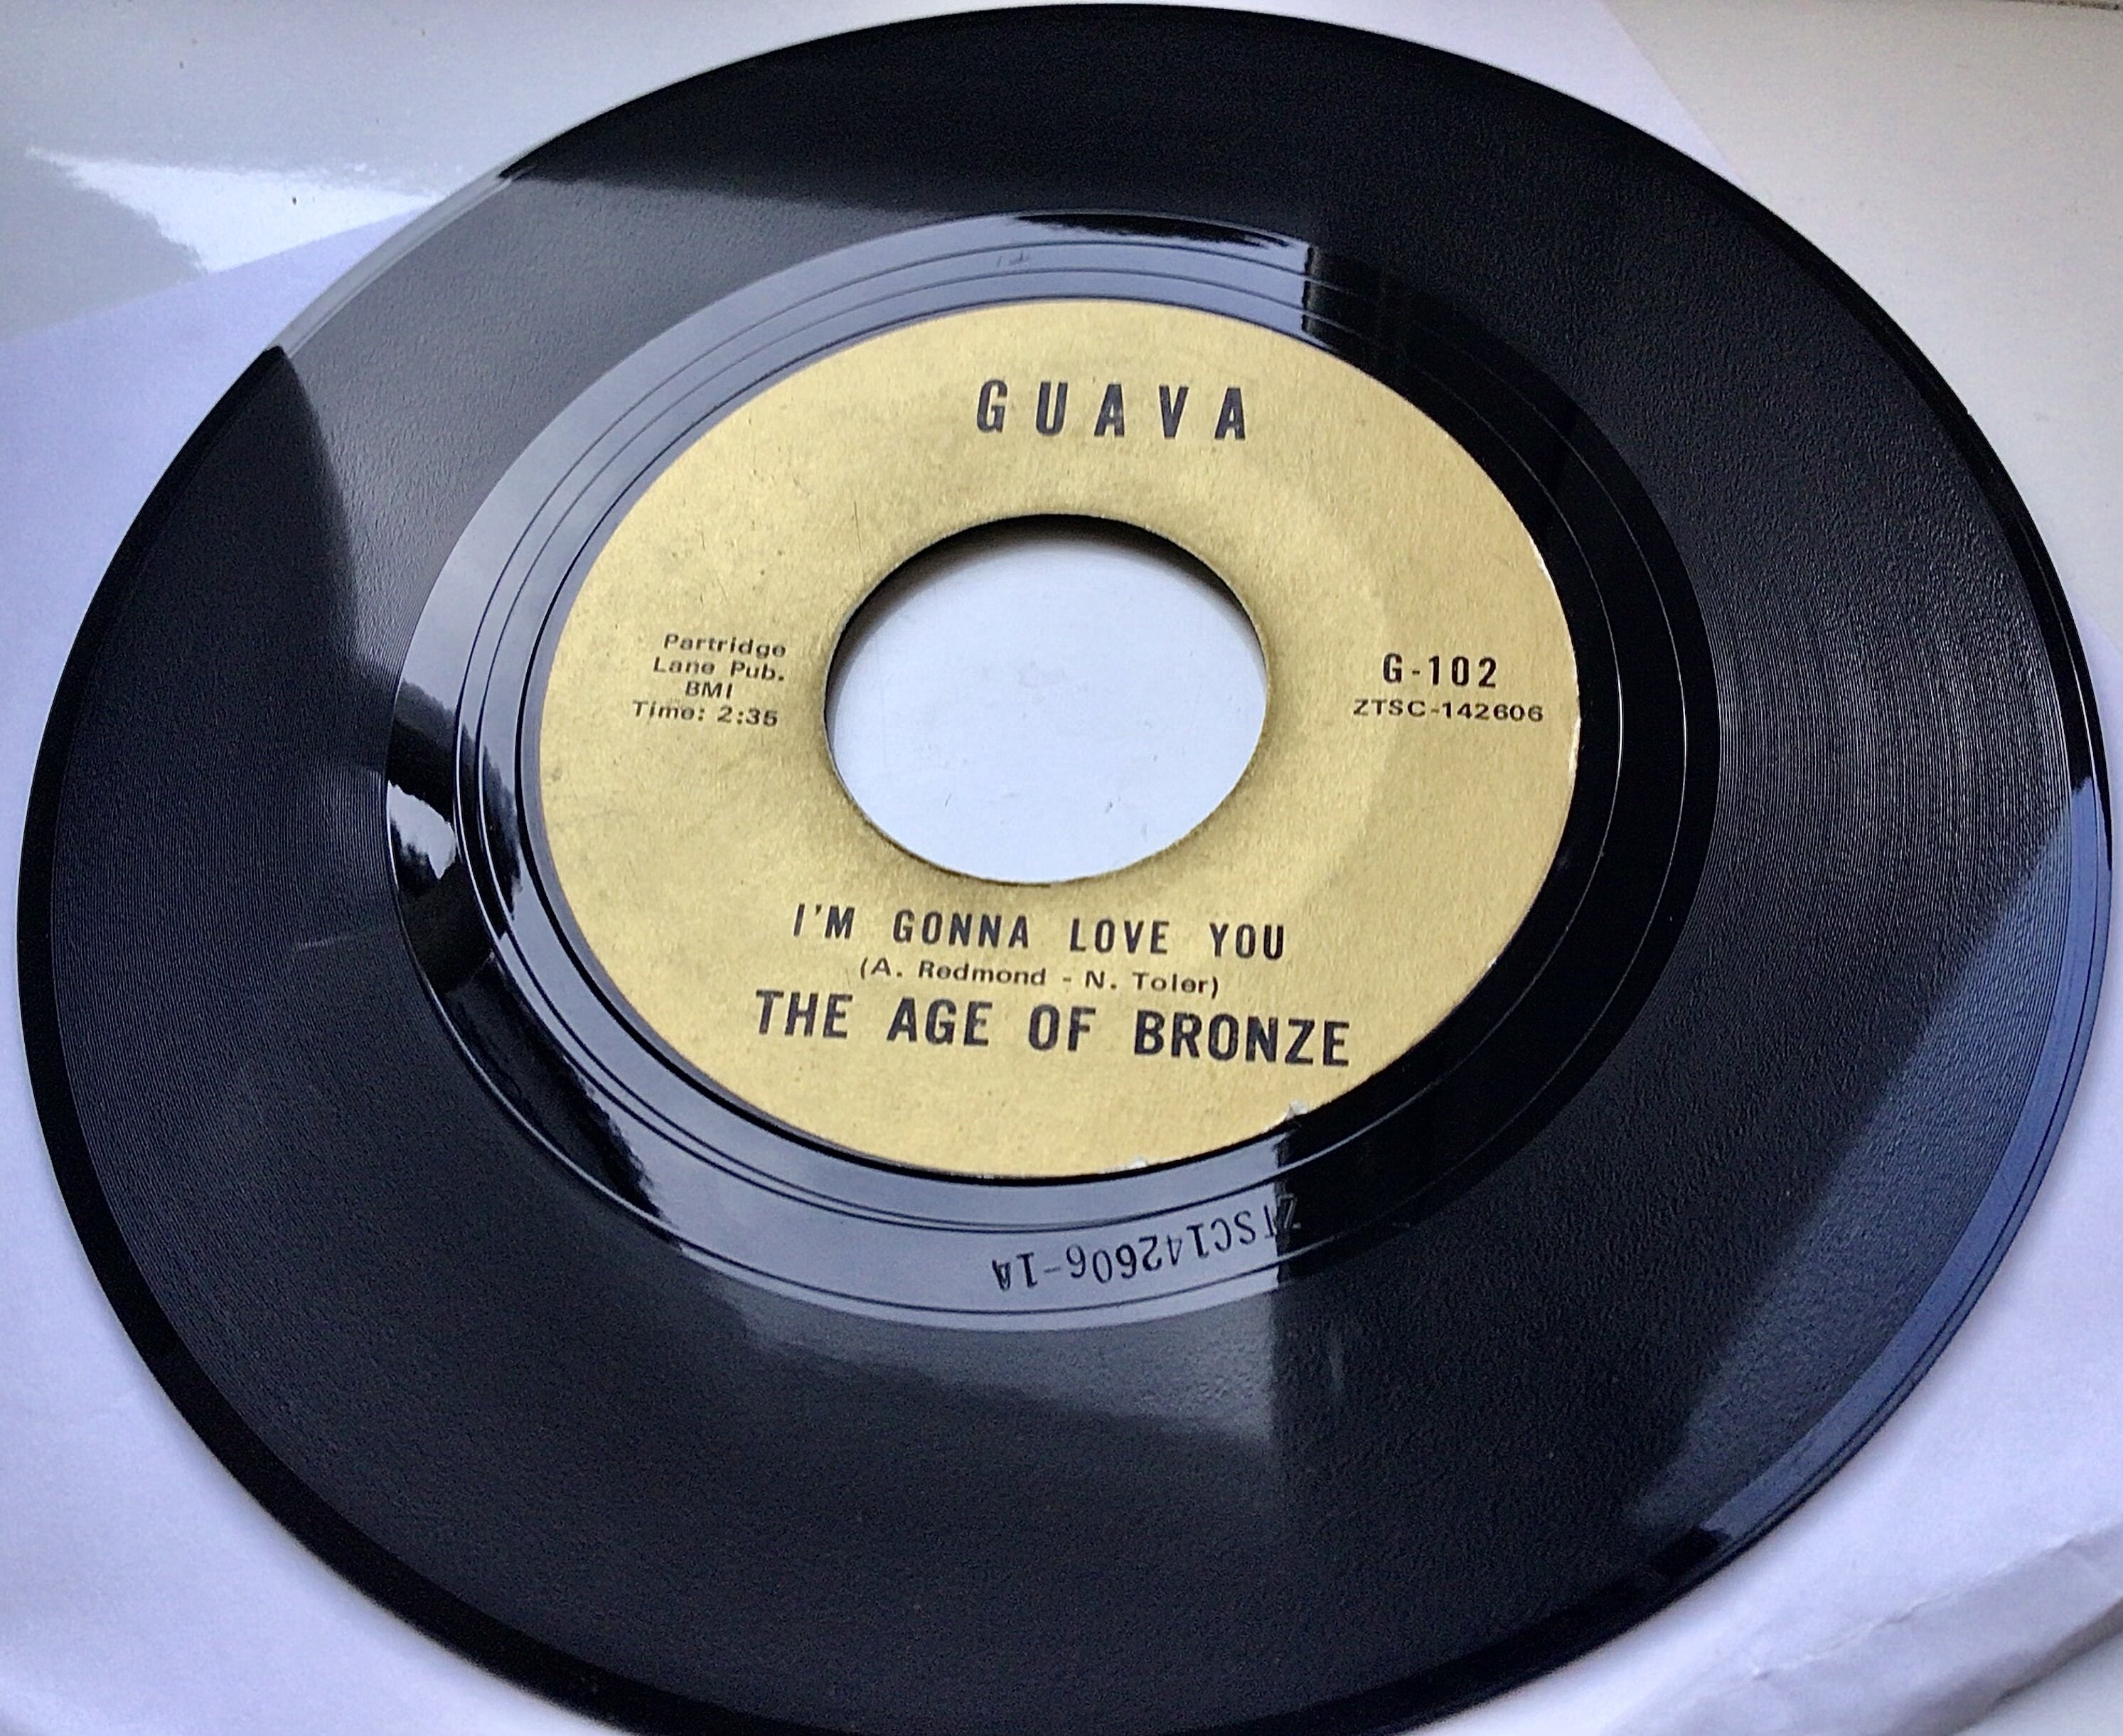 GUAVA
Partridge
Lane Pub.
BMI
Time: 2:35
G-102
ZTSC-142606
I'M GONNA LOVE YOU
(A. Redmond - N. Toler)
THE AGE OF BRONZE
ZTSC142606-1A